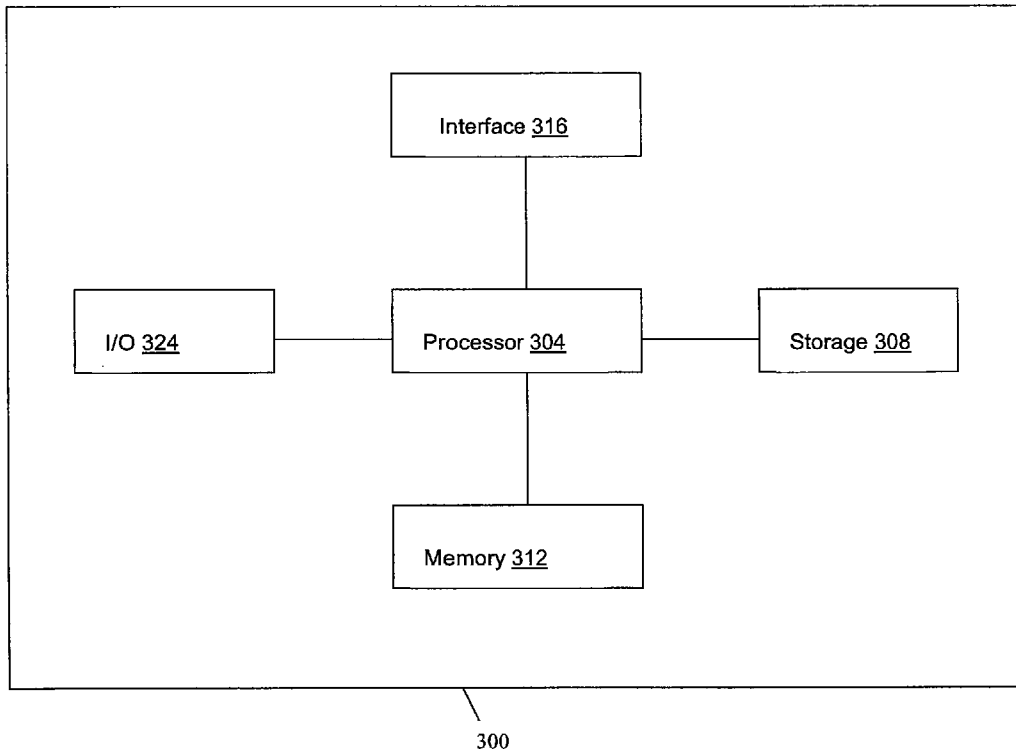 Interface 316
I/O 324
Processor 304
Storage 308
Memory 312
300